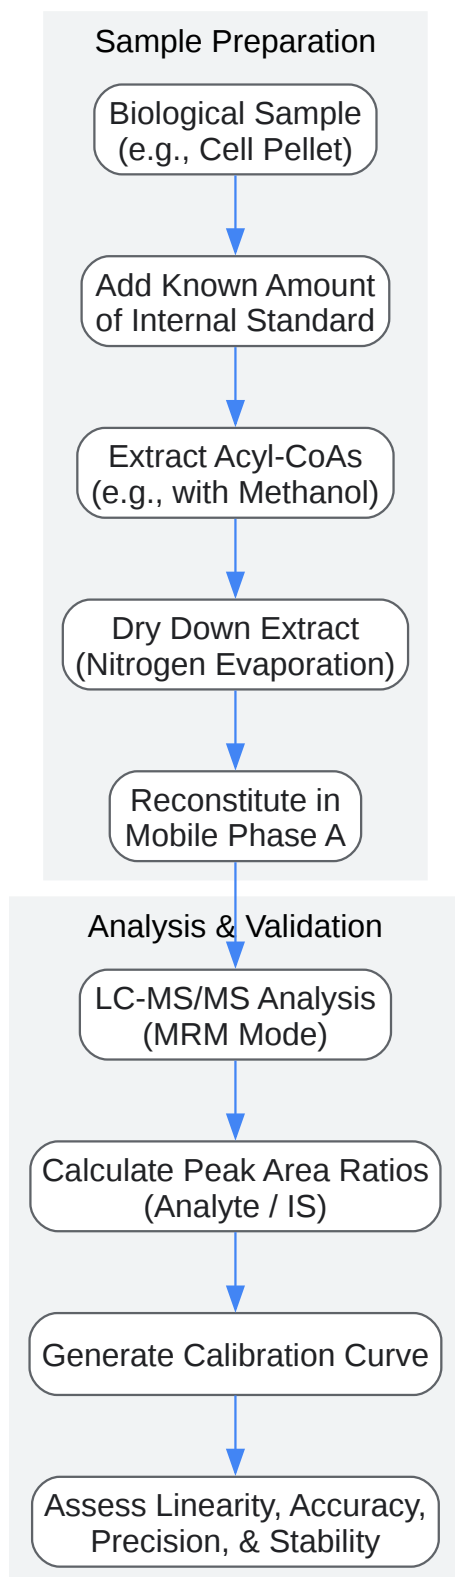 Sample Preparation
Biological Sample
(e.g., Cell Pellet)
Add Known Amount
of Internal Standard
Extract Acyl-CoAs
(e.g., with Methanol)
Dry Down Extract
(Nitrogen Evaporation)
Reconstitute in
Mobile Phase A
Analysis & Validation
LC-MS/MS Analysis
(MRM Mode)
Calculate Peak Area Ratios
(Analyte / IS)
Generate Calibration Curve
Assess Linearity, Accuracy,
Precision, & Stability